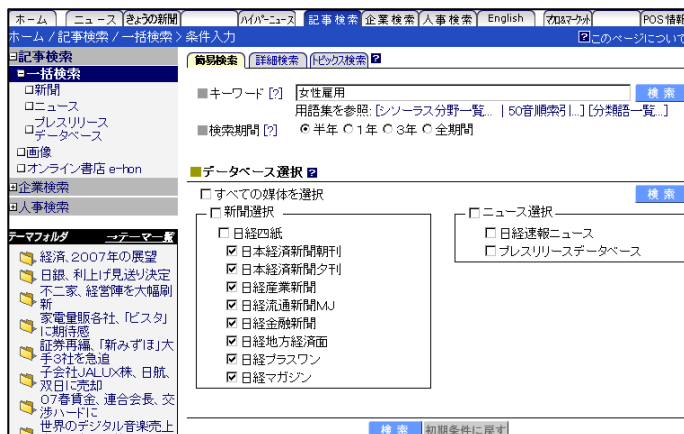 ホーム ニュース きょうの新聞 ハイパーニュース 記事検索 企業検索 人事検索 English マクロ&マーケット POS情報
ホーム / 記事検索 / 一括検索 > 条件入力 ?このページについて
記事検索
一括検索
新聞
ニュース
プレスリリース
データベース
画像
オンライン書店 e-hon
企業検索
人事検索
テーマフォルダ →テーマ一覧
経済、2007年の展望
日銀、利上げ見送り決定
不二家、経営陣を大幅刷
新
家電量販各社、「ビスタ」
に期待感
証券再編、「新みずほ」大
手3社を急追
子会社JALUX株、日航、
双日に売却
07春賃金、連合会長、交
渉ハードに
世界のデジタル音楽売上
簡易検索 詳細検索 トピックス検索 ?
■キーワード [?] 女性雇用 検索
用語集を参照: [シソーラス分野一覧... | 50音順索引...] [分類語一覧...]
■検索期間 [?] 半年 1年 3年 全期間
■データベース選択 ?
すべての媒体を選択 検索
新聞選択
日経四紙
日本経済新聞朝刊
日本経済新聞夕刊
日経産業新聞
日経流通新聞MJ
日経金融新聞
日経地方経済面
日経プラスワン
日経マガジン
ニュース選択
日経速報ニュース
プレスリリースデータベース
検索 初期条件に戻す